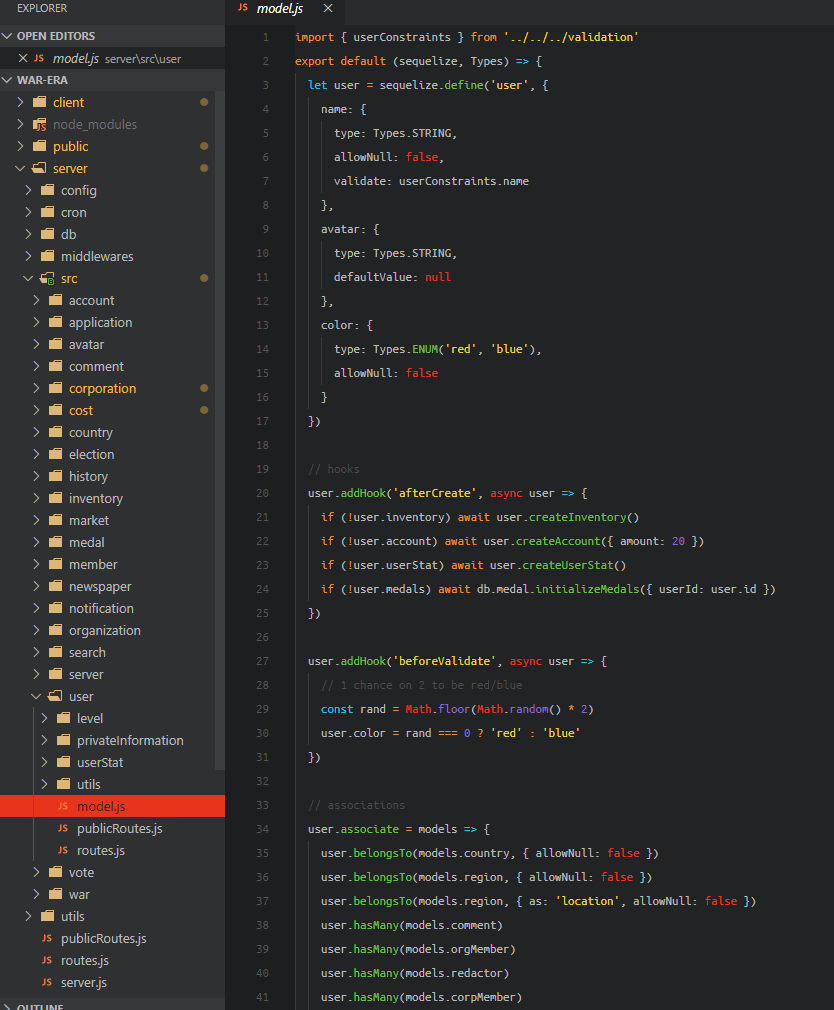 EXPLORER
OPEN EDITORS
JS model.js server\src\user
WAR-ERA
client
node_modules
public
server
config
cron
db
middlewares
src
account
application
avatar
comment
corporation
cost
country
election
history
inventory
market
medal
member
newspaper
notification
organization
search
server
user
level
privateInformation
userStat
utils
JS model.js
JS publicRoutes.js
JS routes.js
vote
war
utils
JS publicRoutes.js
JS routes.js
JS server.js
OUTLINE
JS model.js
1 import { userConstraints } from '../../../validation'
2 export default (sequelize, Types) => {
3 let user = sequelize.define('user', {
4 name: {
5 type: Types.STRING,
6 allowNull: false,
7 validate: userConstraints.name
8 },
9 avatar: {
10 type: Types.STRING,
11 defaultValue: null
12 },
13 color: {
14 type: Types.ENUM('red', 'blue'),
15 allowNull: false
16 }
17 })
18
19 // hooks
20 user.addHook('afterCreate', async user => {
21 if (!user.inventory) await user.createInventory()
22 if (!user.account) await user.createAccount({ amount: 20 })
23 if (!user.userStat) await user.createUserStat()
24 if (!user.medals) await db.medal.initializeMedals({ userId: user.id })
25 })
26
27 user.addHook('beforeValidate', async user => {
28 // 1 chance on 2 to be red/blue
29 const rand = Math.floor(Math.random() * 2)
30 user.color = rand === 0 ? 'red' : 'blue'
31 })
32
33 // associations
34 user.associate = models => {
35 user.belongsTo(models.country, { allowNull: false })
36 user.belongsTo(models.region, { allowNull: false })
37 user.belongsTo(models.region, { as: 'location', allowNull: false })
38 user.hasMany(models.comment)
39 user.hasMany(models.orgMember)
40 user.hasMany(models.redactor)
41 user.hasMany(models.corpMember)